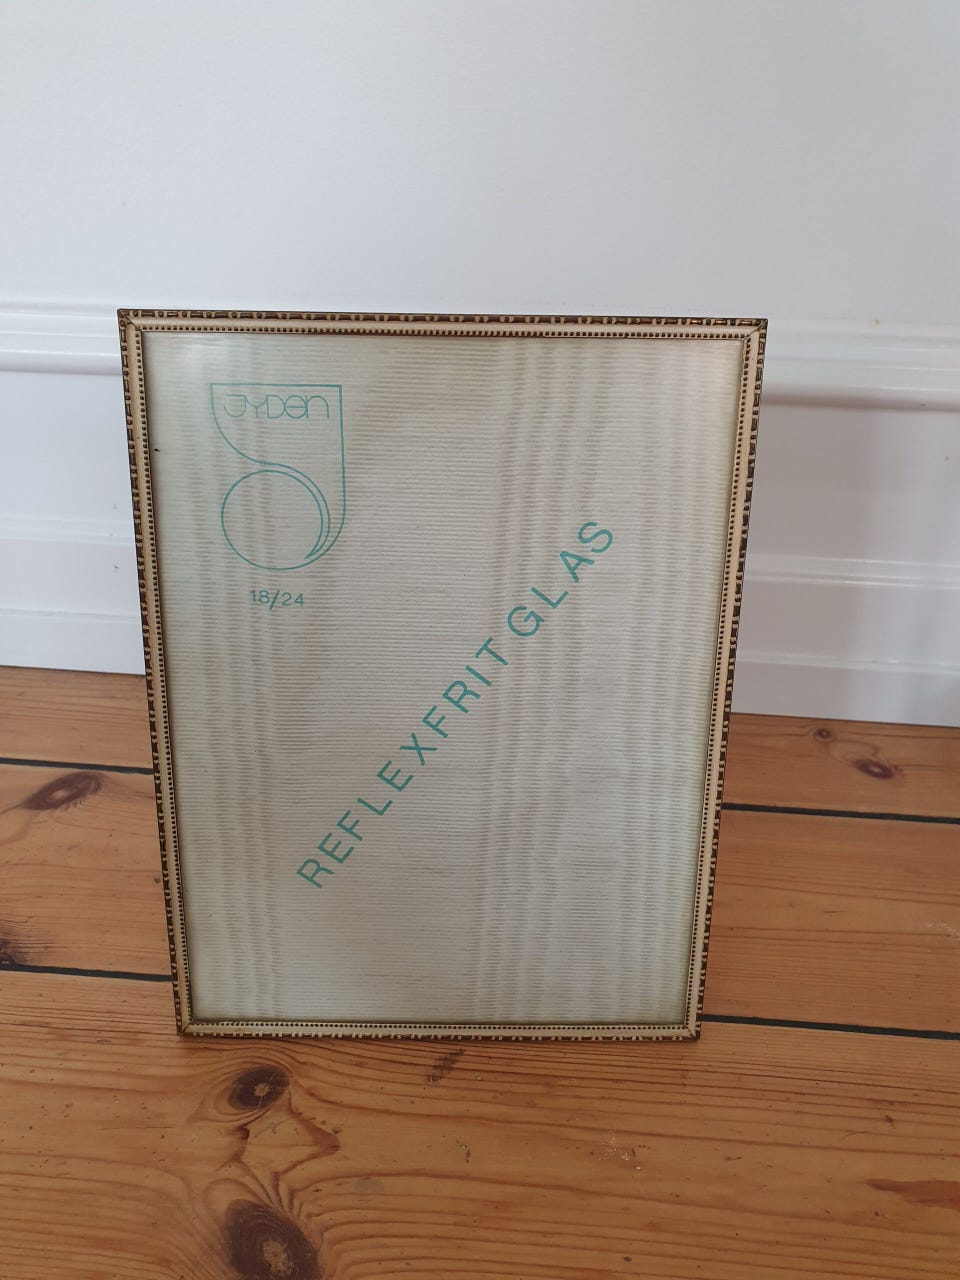 JYDEN
18/24
REFLEXFRIT GLAS